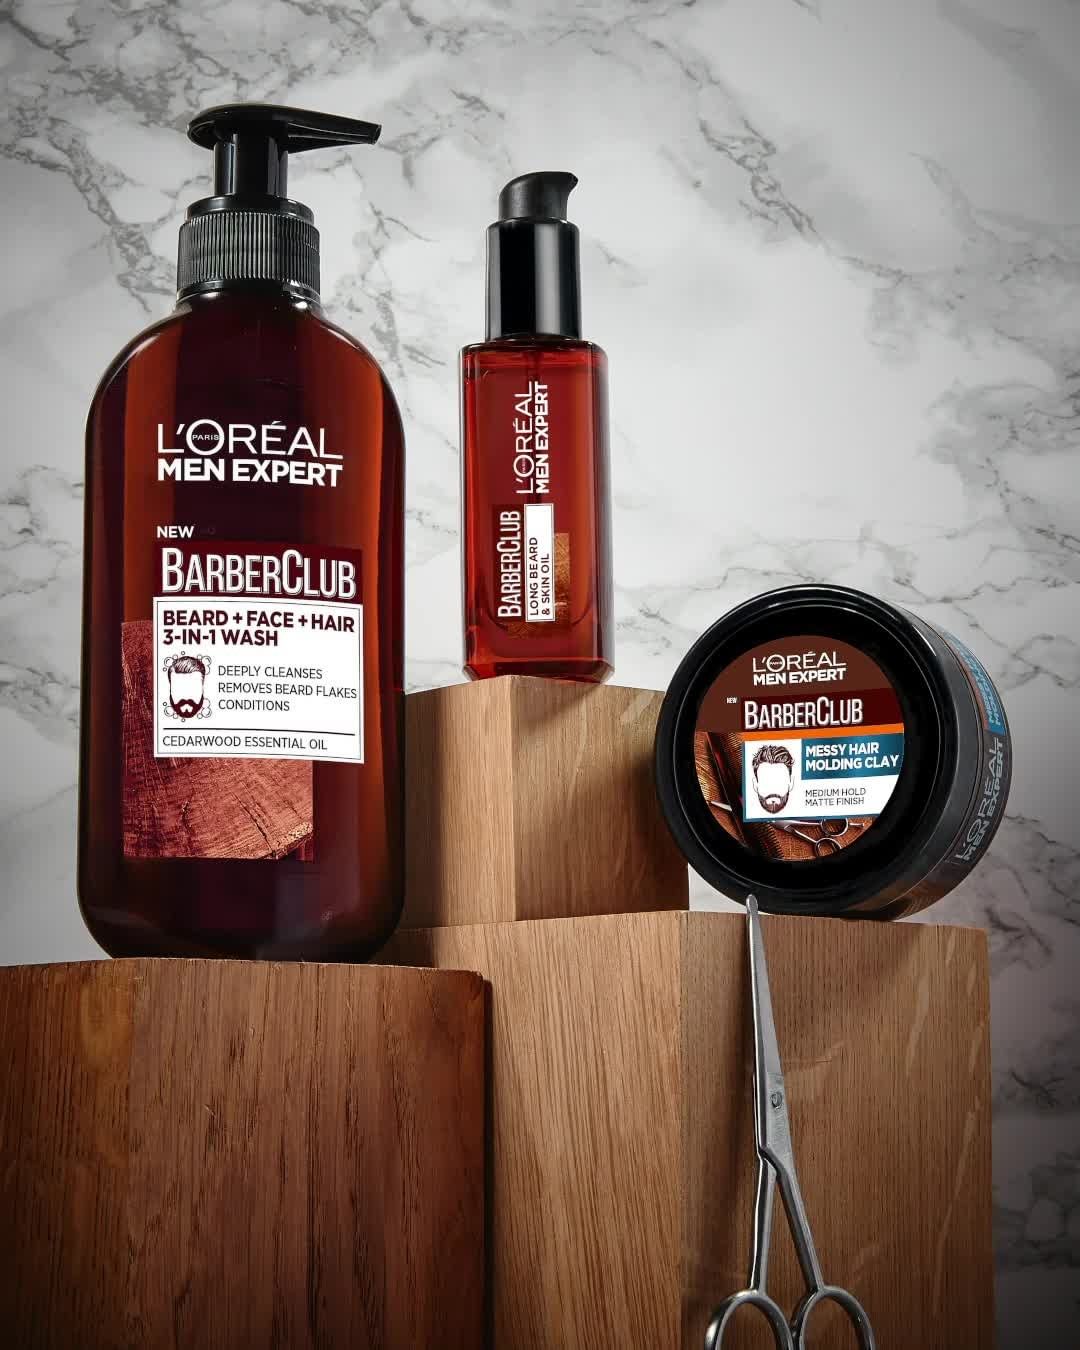 L'ORÉAL
PARIS
MEN EXPERT
NEW
BARBERCLUB
BEARD + FACE + HAIR
3-IN-1 WASH
DEEPLY CLEANSES
REMOVES BEARD FLAKES
CONDITIONS
CEDARWOOD ESSENTIAL OIL
L'ORÉAL
MEN EXPERT
BARBERCLUB
LONG BEARD
& SKIN OIL
L'ORÉAL
MEN EXPERT
NEW
BARBERCLUB
MESSY HAIR
MOLDING CLAY
MEDIUM HOLD
MATTE FINISH
L'ORÉAL
MEN EXPERT